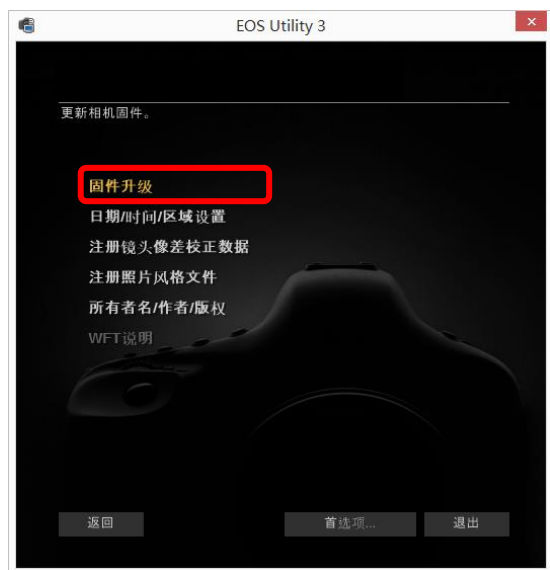 EOS Utility 3
更新相机固件。
固件升级
日期/时间/区域设置
注册镜头像差校正数据
注册照片风格文件
所有者名/作者/版权
WFT说明
返回 首选项... 退出